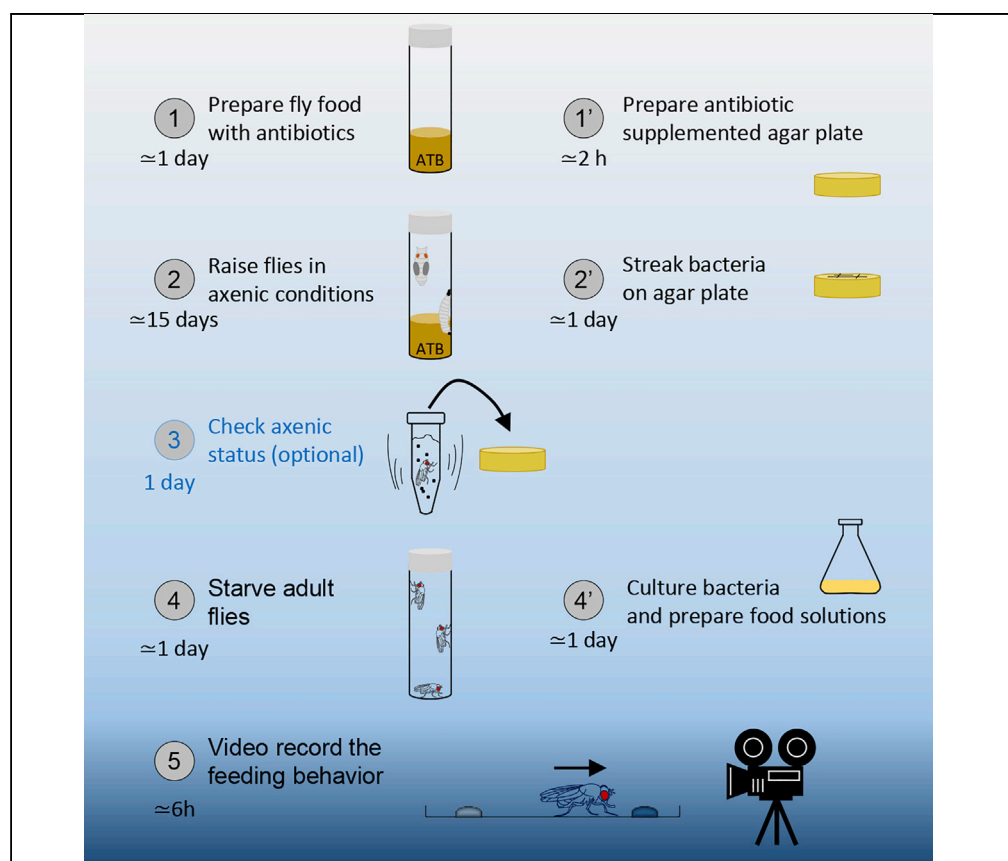 1
Prepare fly food
with antibiotics
≃1 day
ATB
1’
Prepare antibiotic
supplemented agar plate
≃2 h
2
Raise flies in
axenic conditions
≃15 days
ATB
2’
Streak bacteria
on agar plate
≃1 day
3
Check axenic
status (optional)
1 day
4
Starve adult
flies
≃1 day
4’
Culture bacteria
and prepare food solutions
≃1 day
5
Video record the
feeding behavior
≃6h